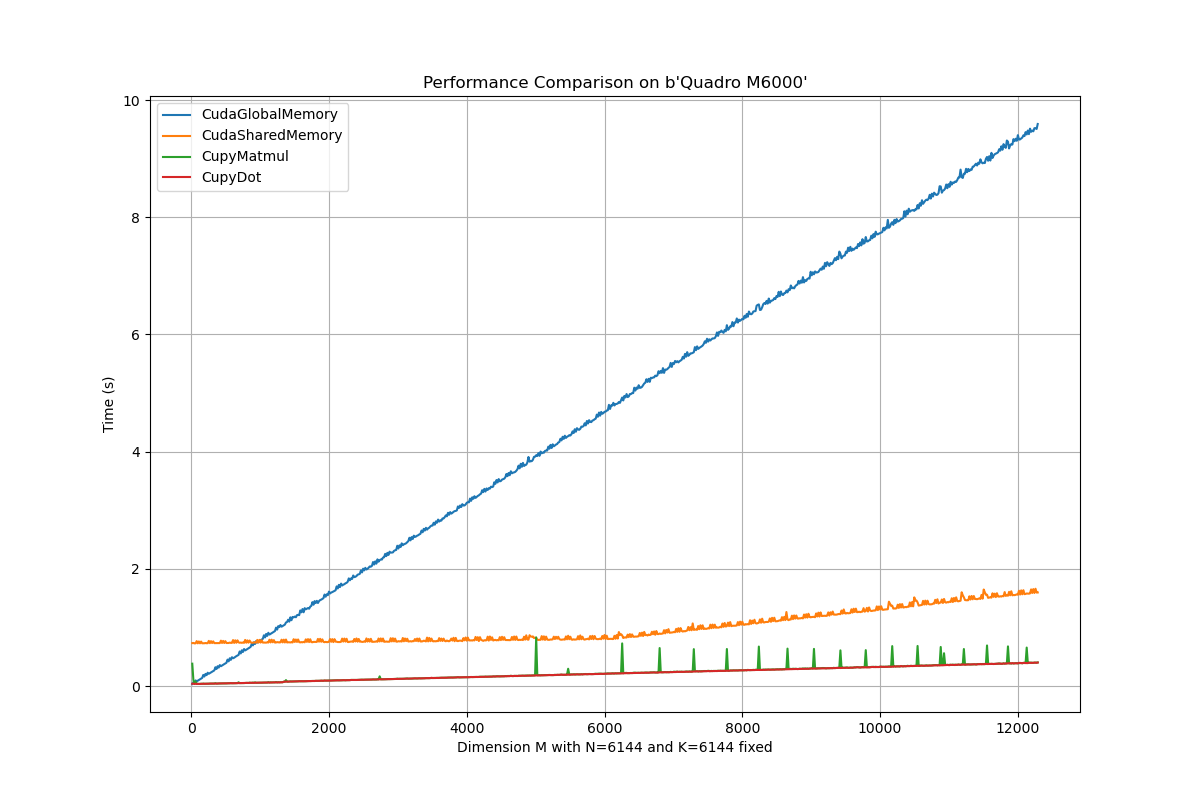 Performance Comparison on b'Quadro M6000'
CudaGlobalMemory
CudaSharedMemory
CupyMatmul
CupyDot
10
8
6
4
2
0
Time (s)
0 2000 4000 6000 8000 10000 12000
Dimension M with N=6144 and K=6144 fixed